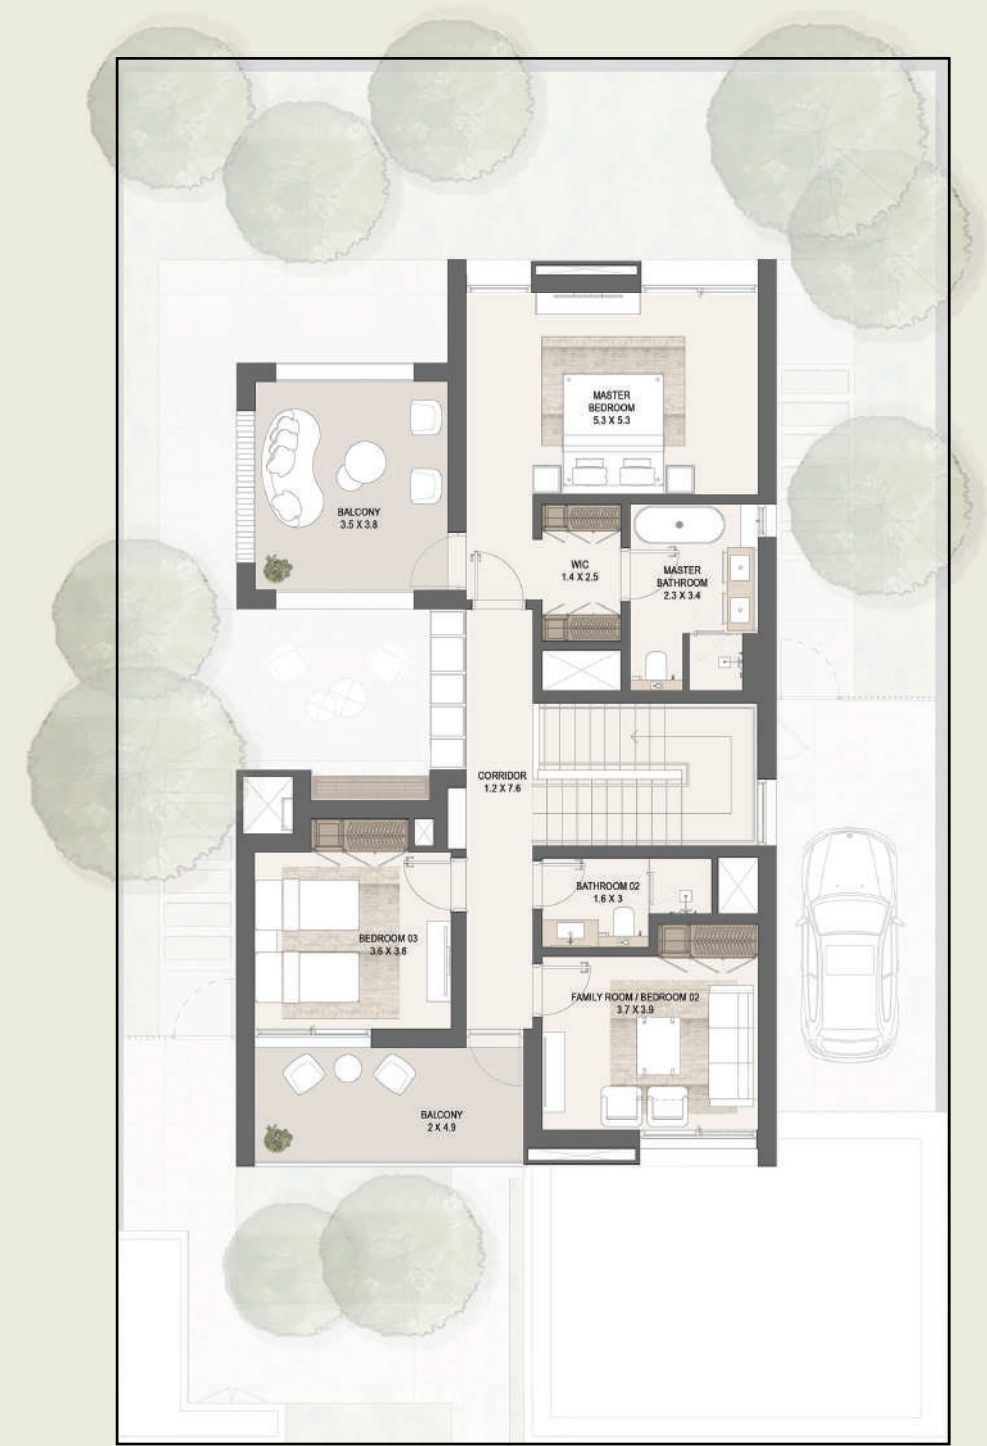 MASTER
BEDROOM
5.3 X 5.3
BALCONY
3.5 X 3.8
WIC
1.4 X 2.5
MASTER
BATHROOM
2.3 X 3.4
CORRIDOR
1.2 X 7.6
BATHROOM 02
1.6 X 3
BEDROOM 03
3.6 X 3.8
FAMILY ROOM / BEDROOM 02
3.7 X 3.9
BALCONY
2 X 4.9